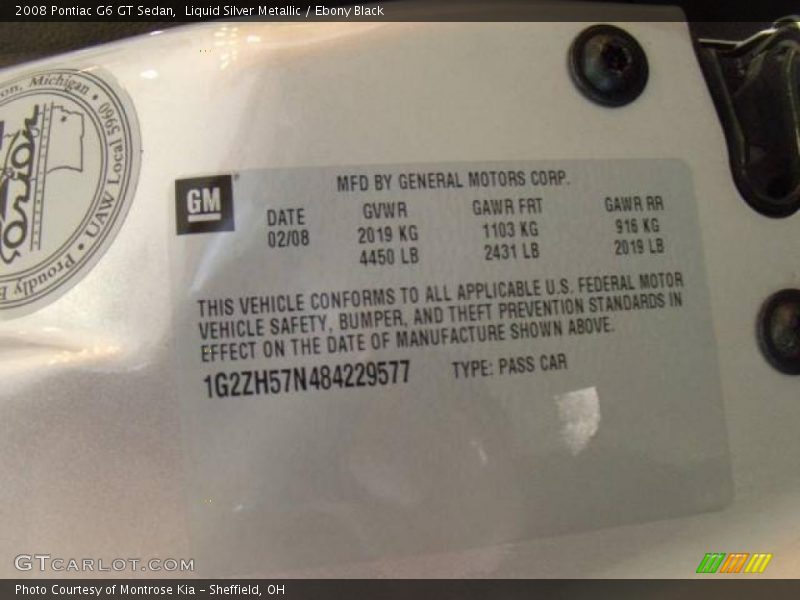 2008 Pontiac G6 GT Sedan, Liquid Silver Metallic / Ebony Black
on, Michigan • UAW Local 5960 • Proudly B
Orion
GM
MFD BY GENERAL MOTORS CORP.
DATE GVWR GAWR FRT GAWR RR
02/08 2019 KG 1103 KG 916 KG
4450 LB 2431 LB 2019 LB
THIS VEHICLE CONFORMS TO ALL APPLICABLE U.S. FEDERAL MOTOR
VEHICLE SAFETY, BUMPER, AND THEFT PREVENTION STANDARDS IN
EFFECT ON THE DATE OF MANUFACTURE SHOWN ABOVE.
1G2ZH57N484229577 TYPE: PASS CAR
GTCARLOT.COM
Photo Courtesy of Montrose Kia – Sheffield, OH